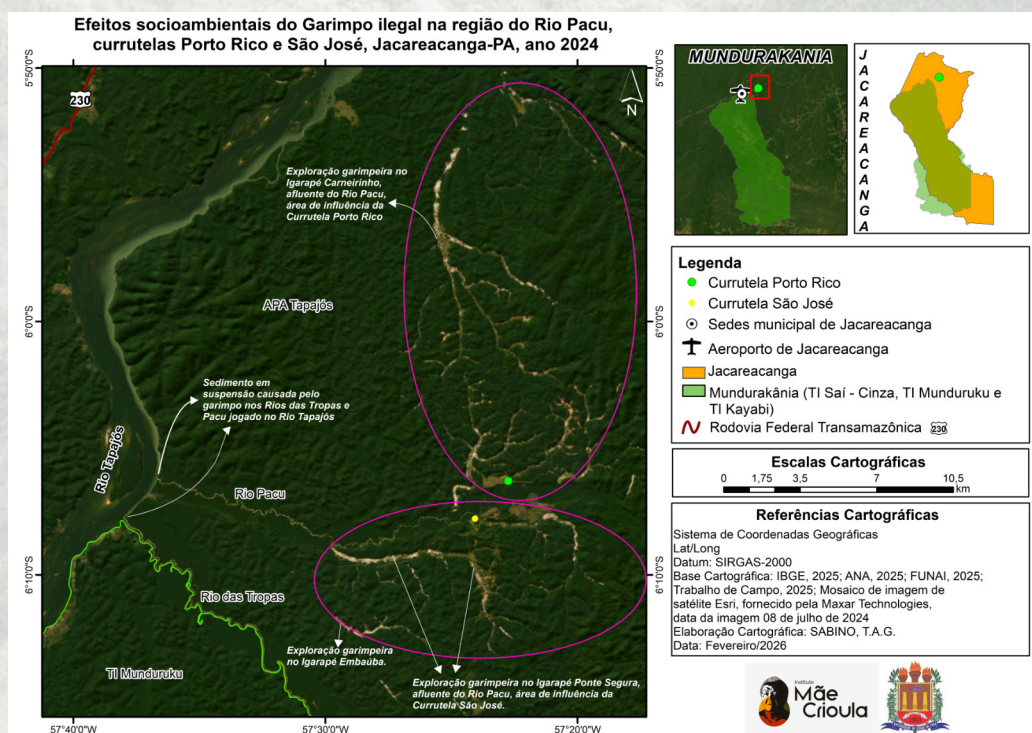 Efeitos socioambientais do Garimpo ilegal na região do Rio Pacu,
currutelas Porto Rico e São José, Jacareacanga-PA, ano 2024
57°40'0"W
57°30'0"W
57°20'0"W
5°50'0"S
6°0'0"S
6°10'0"S
5°50'0"S
6°0'0"S
6°10'0"S
230
N
Exploração garimpeira no
Igarapé Carneirinho,
afluente do Rio Pacu,
área de influência da
Currutela Porto Rico
APA Tapajós
Sedimento em
suspensão causada pelo
garimpo nos Rios das Tropas e
Pacu jogado no Rio Tapajós
Rio Tapajós
Rio Pacu
Rio das Tropas
TI Munduruku
Exploração garimpeira
no Igarapé Embaúba.
Exploração garimpeira no Igarapé Ponte Segura,
afluente do Rio Pacu, área de influência da
Currutela São José.
MUNDURAKANIA
JACAREACANGA
Legenda
Currutela Porto Rico
Currutela São José
Sedes municipal de Jacareacanga
Aeroporto de Jacareacanga
Jacareacanga
Mundurakânia (TI Saí - Cinza, TI Munduruku e
TI Kayabi)
Rodovia Federal Transamazônica 230
Escalas Cartográficas
0 1,75 3,5 7 10,5
km
Referências Cartográficas
Sistema de Coordenadas Geográficas
Lat/Long
Datum: SIRGAS-2000
Base Cartográfica: IBGE, 2025; ANA, 2025; FUNAI, 2025;
Trabalho de Campo, 2025; Mosaico de imagem de
satélite Esri, fornecido pela Maxar Technologies,
data da imagem 08 de julho de 2024
Elaboração Cartográfica: SABINO, T.A.G.
Data: Fevereiro/2026
Instituto
Mãe
Crioula